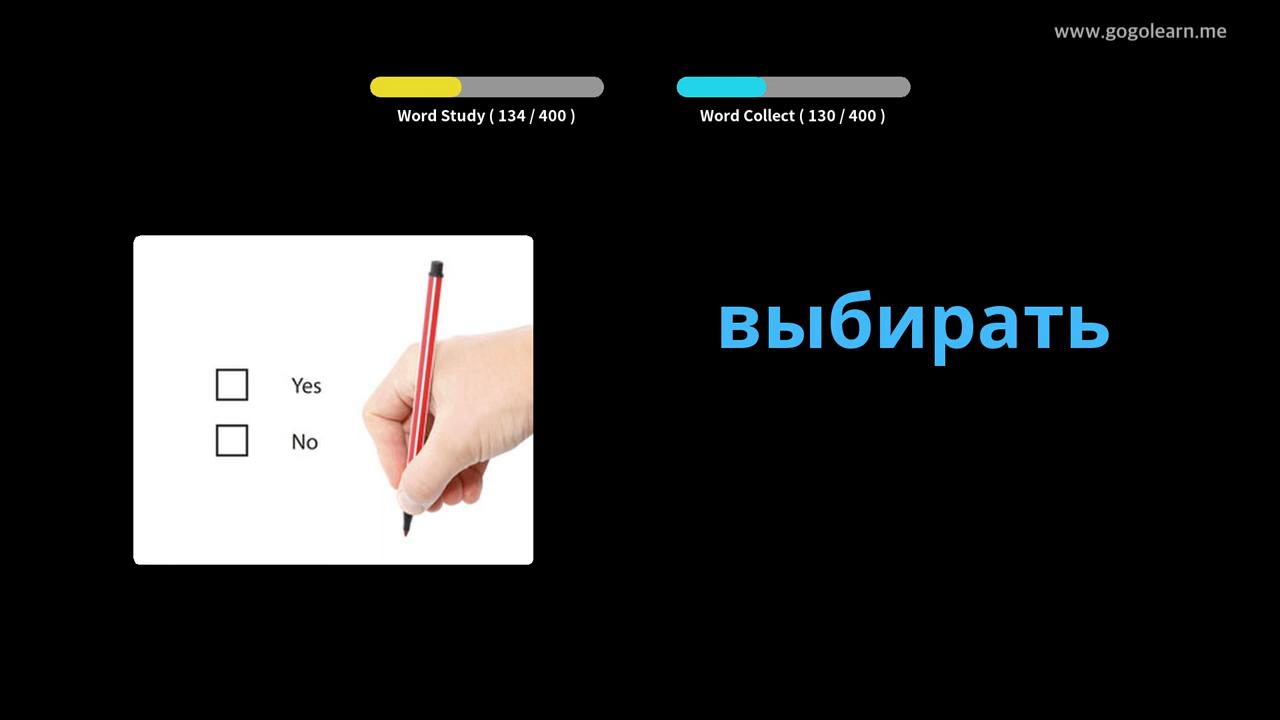 www.gogolearn.me
Word Study ( 134 / 400 )
Word Collect ( 130 / 400 )
выбирать
Yes
No